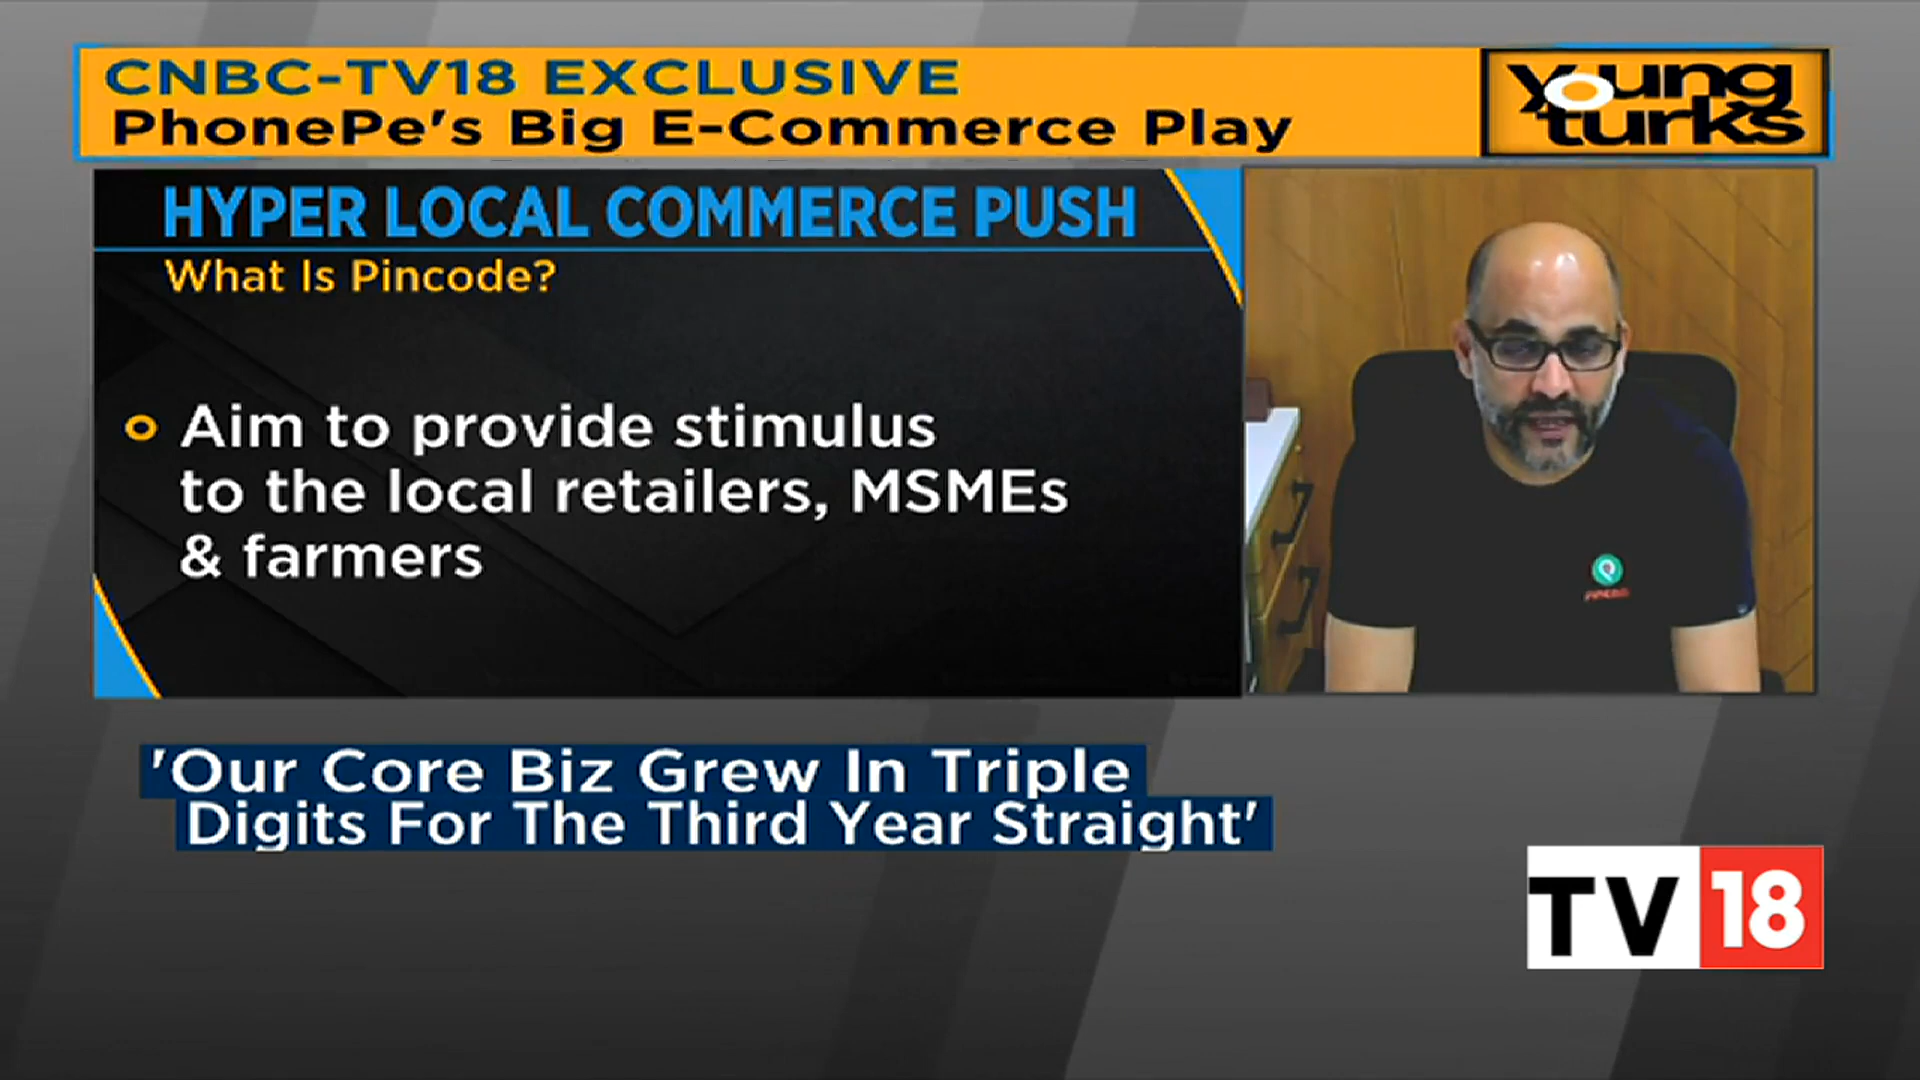 CNBC-TV18 EXCLUSIVE
PhonePe's Big E-Commerce Play
young
turks
HYPER LOCAL COMMERCE PUSH
What Is Pincode?
Aim to provide stimulus
to the local retailers, MSMEs
& farmers
'Our Core Biz Grew In Triple
Digits For The Third Year Straight'
TV18